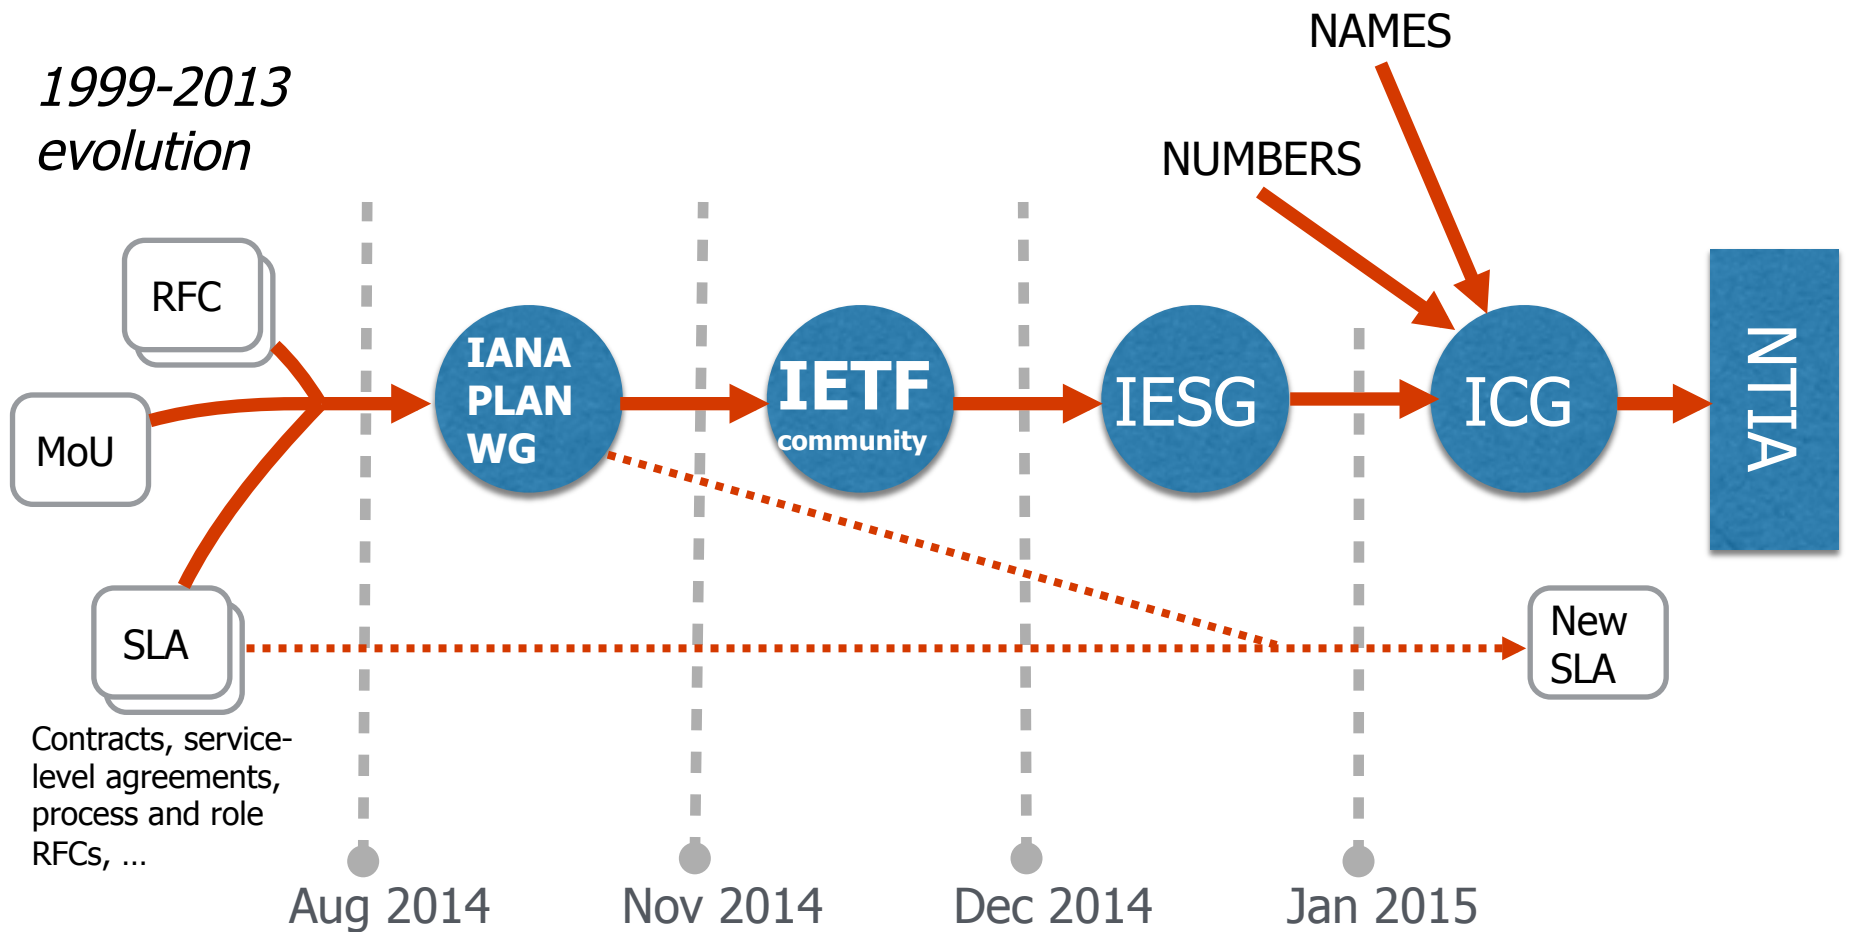 1999-2013
evolution
NAMES
NUMBERS
RFC
MoU
SLA
Contracts, service-
level agreements,
process and role
RFCs, ...
IANA
PLAN
WG
IETF
community
IESG
ICG
NTIA
New
SLA
Aug 2014
Nov 2014
Dec 2014
Jan 2015